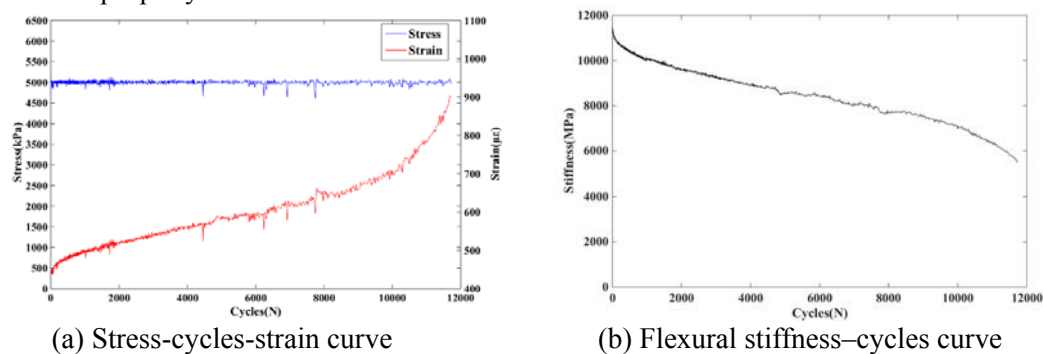 property
6500
6000
5500
5000
4500
4000
3500
3000
2500
2000
1500
1000
500
0
Stress(kPa)
0 2000 4000 6000 8000 10000 12000
Cycles(N)
Stress
Strain
1100
1000
900
800
700
600
500
400
Strain(με)
(a) Stress-cycles-strain curve
12000
10000
8000
6000
12000
2000
0
Stiffness(MPa)
0 2000 4000 6000 8000 10000 12000
Cycles(N)
(b) Flexural stiffness–cycles curve